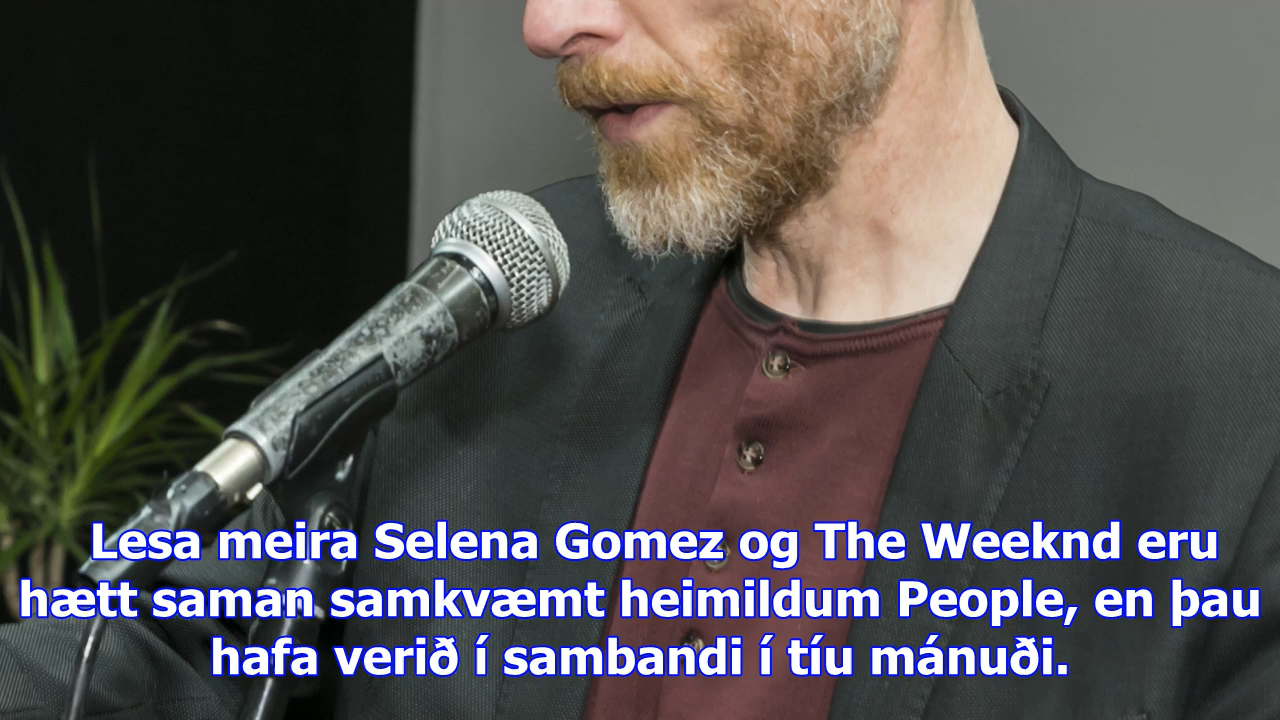 Lesa meira Selena Gomez og The Weeknd eru
hætt saman samkvæmt heimildum People, en þau
hafa verið í sambandi í tíu mánuði.